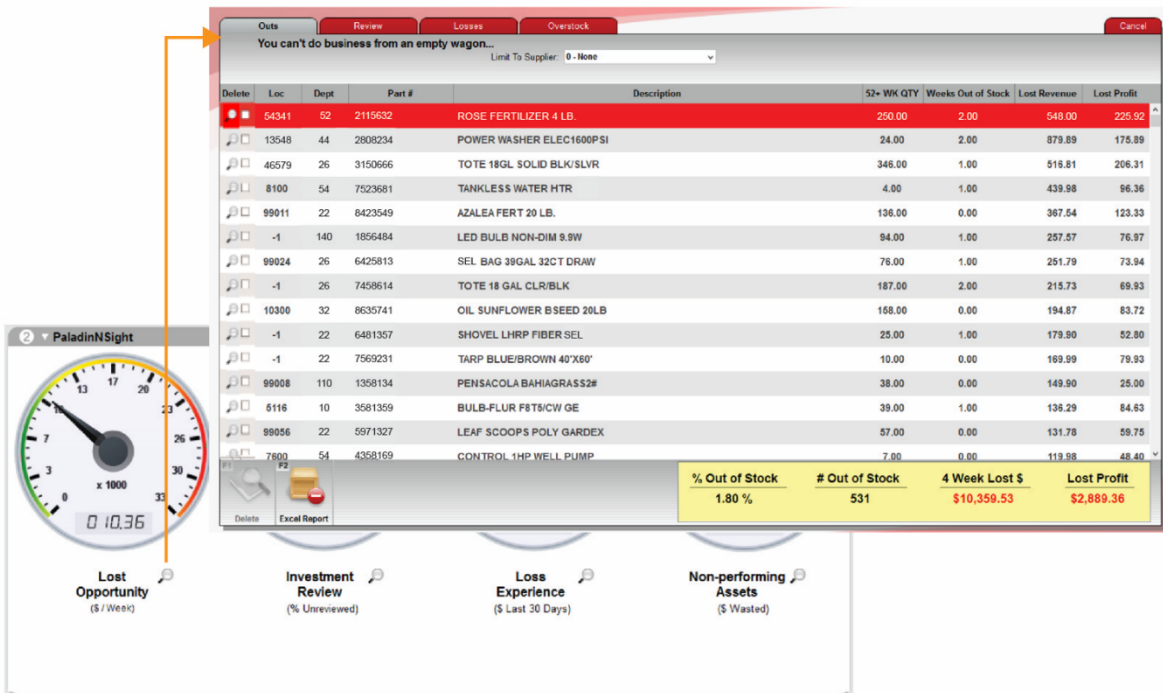 Outs Review Losses Overstock Cancel
You can't do business from an empty wagon...
Limit To Supplier: 0 - None
Delete Loc Dept Part # Description 52+ WK QTY Weeks Out of Stock Lost Revenue Lost Profit
54341 52 2115632 ROSE FERTILIZER 4 LB. 250.00 2.00 548.00 225.92
13548 44 2808234 POWER WASHER ELEC1600PSI 24.00 2.00 879.89 175.89
46579 26 3150666 TOTE 18GL SOLID BLK/SLVR 346.00 1.00 516.81 206.31
8100 54 7523681 TANKLESS WATER HTR 4.00 1.00 439.98 96.36
99011 22 8423549 AZALEA FERT 20 LB. 136.00 0.00 367.54 123.33
-1 140 1856484 LED BULB NON-DIM 9.9W 94.00 1.00 257.57 76.97
99024 26 6425813 SEL BAG 39GAL 32CT DRAW 76.00 1.00 251.79 73.94
-1 26 7458614 TOTE 18 GAL CLR/BLK 187.00 2.00 215.73 69.93
10300 32 8635741 OIL SUNFLOWER BSEED 20LB 158.00 0.00 194.87 83.72
-1 22 6481357 SHOVEL LHRP FIBER SEL 25.00 1.00 179.90 52.80
-1 22 7569231 TARP BLUE/BROWN 40'X60' 10.00 0.00 169.99 79.93
99008 110 1358134 PENSACOLA BAHIAGRASS2# 38.00 0.00 149.90 25.00
5116 10 3581359 BULB-FLUR F8T5/CW GE 39.00 1.00 136.29 84.63
99056 22 5971327 LEAF SCOOPS POLY GARDEX 57.00 0.00 131.78 59.75
7600 54 4358169 CONTROL 1HP WELL PUMP 7.00 0.00 119.98 48.40
F1 F2
Delete Excel Report
% Out of Stock # Out of Stock 4 Week Lost $ Lost Profit
1.80 % 531 $10,359.53 $2,889.36
2 PaladinNSight
0 3 7 10 13 17 20 23 26 30 33
x 1000
010.36
Lost Opportunity
($ / Week)
Investment Review
(% Unreviewed)
Loss Experience
($ Last 30 Days)
Non-performing Assets
($ Wasted)